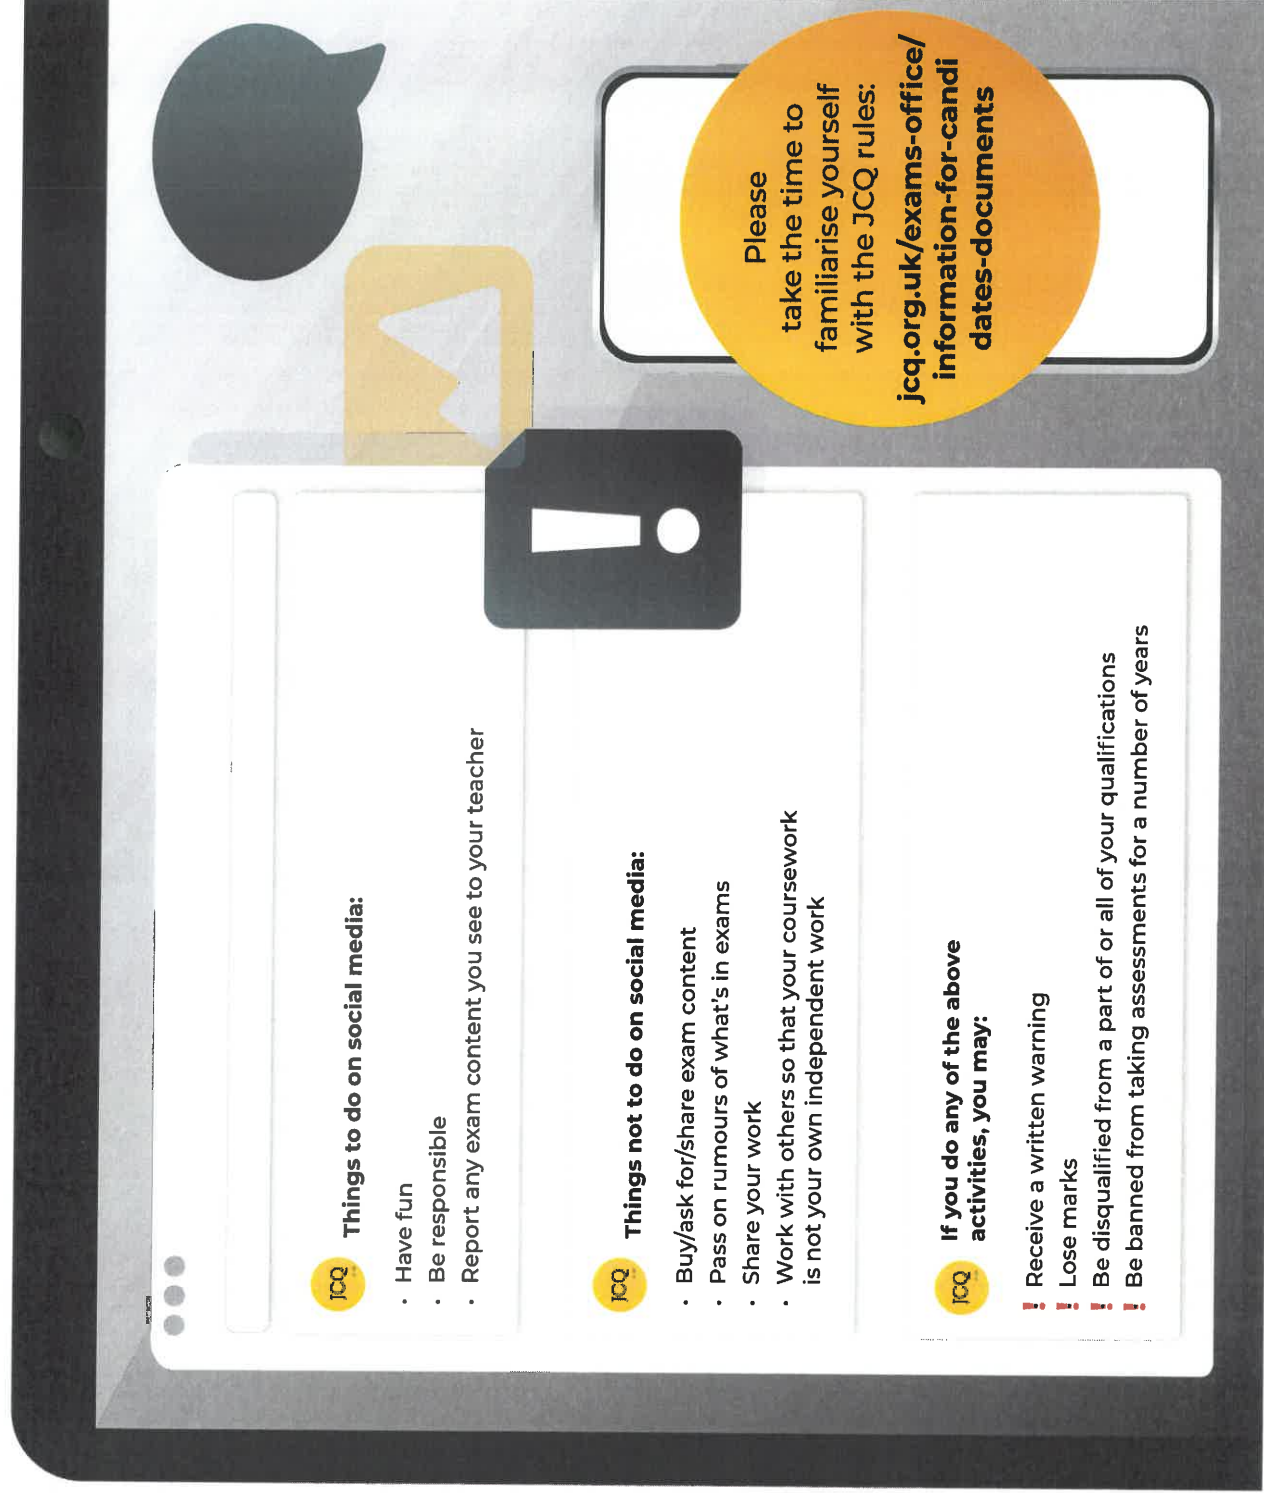 JCQ
Things to do on social media:
· Have fun
· Be responsible
· Report any exam content you see to your teacher
JCQ
Things not to do on social media:
· Buy/ask for/share exam content
· Pass on rumours of what's in exams
· Share your work
· Work with others so that your coursework
is not your own independent work
JCQ
If you do any of the above
activities, you may:
! Receive a written warning
! Lose marks
! Be disqualified from a part of or all of your qualifications
! Be banned from taking assessments for a number of years
!
Please
take the time to
familiarise yourself
with the JCQ rules:
jcq.org.uk/exams-office/
information-for-candi
dates-documents